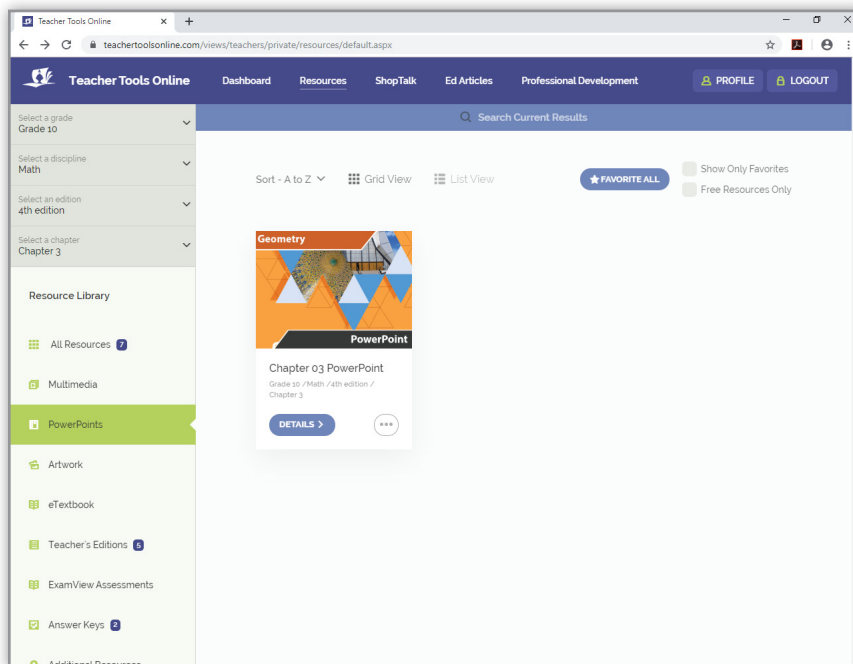 Teacher Tools Online
teachertoolsonline.com/views/teachers/private/resources/default.aspx
Teacher Tools Online
Dashboard
Resources
ShopTalk
Ed Articles
Professional Development
PROFILE
LOGOUT
Select a grade
Grade 10
Select a discipline
Math
Select an edition
4th edition
Select a chapter
Chapter 3
Search Current Results
Sort - A to Z
Grid View
List View
FAVORITE ALL
Show Only Favorites
Free Resources Only
Geometry
PowerPoint
Chapter 03 PowerPoint
Grade 10 /Math /4th edition /
Chapter 3
DETAILS >
Resource Library
All Resources 7
Multimedia
PowerPoints
Artwork
eTextbook
Teacher's Editions 5
ExamView Assessments
Answer Keys 2
Additional Resources